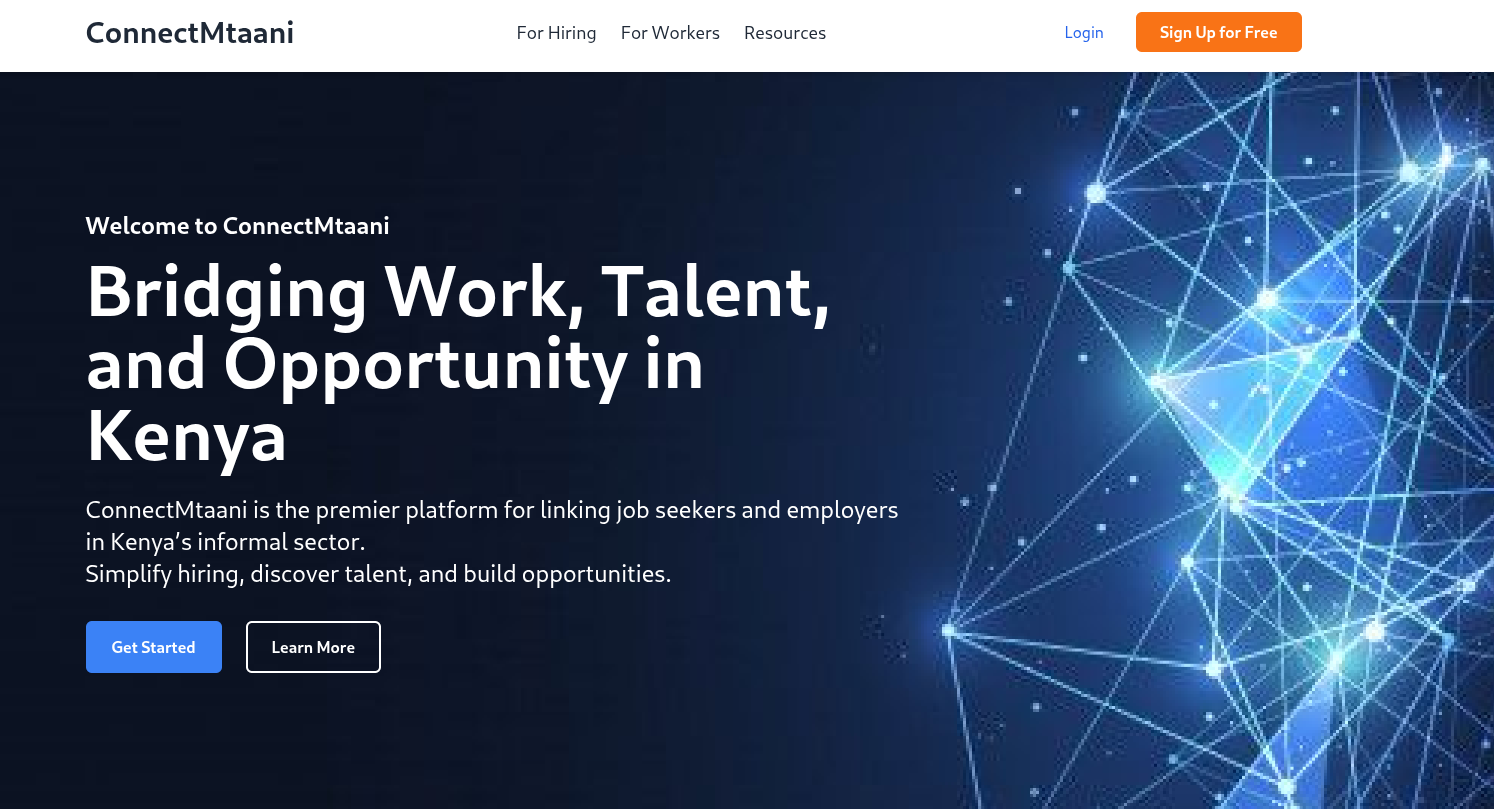 ConnectMtaani
For Hiring
For Workers
Resources
Login
Sign Up for Free
Welcome to ConnectMtaani
Bridging Work, Talent,
and Opportunity in
Kenya
ConnectMtaani is the premier platform for linking job seekers and employers
in Kenya’s informal sector.
Simplify hiring, discover talent, and build opportunities.
Get Started
Learn More